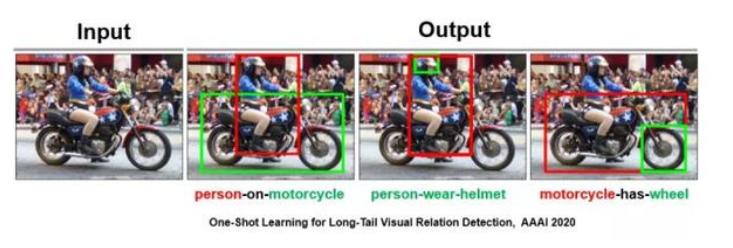 Input
Output
person-on-motorcycle
person-wear-helmet
motorcycle-has-wheel
One-Shot Learning for Long-Tail Visual Relation Detection, AAAI 2020